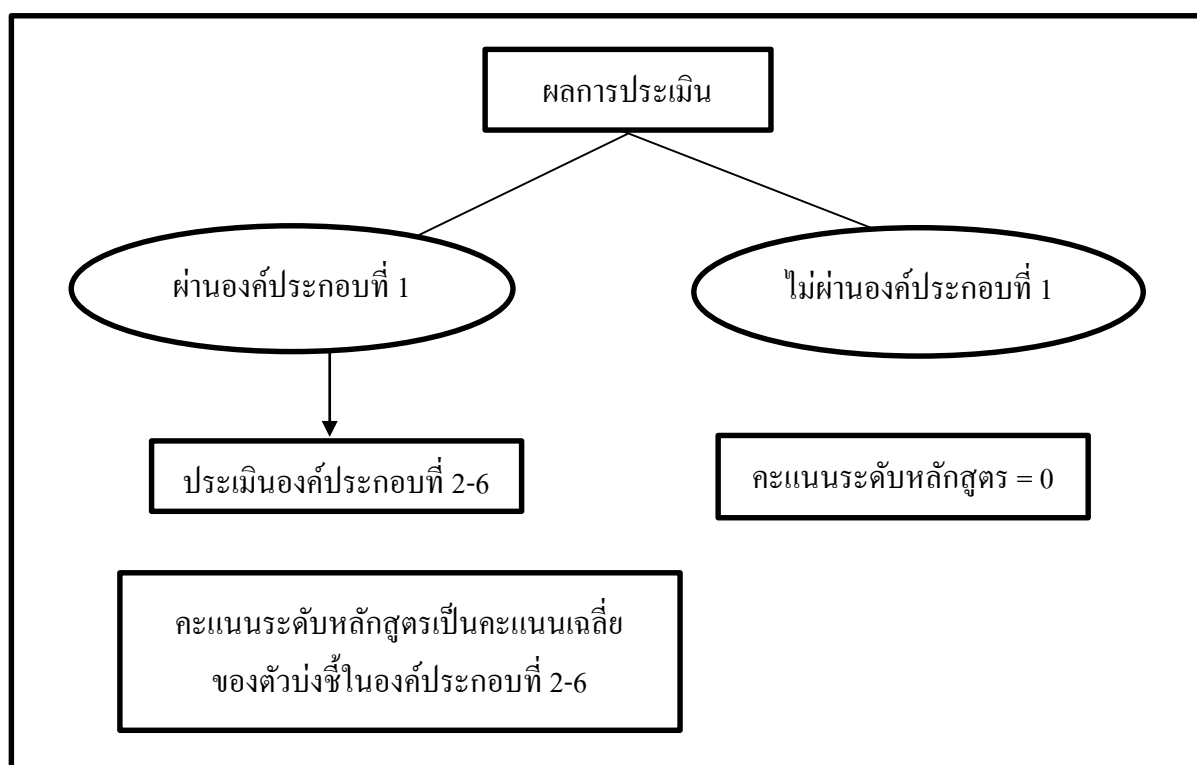 ผลการประเมิน
ผ่านองค์ประกอบที่ 1
ไม่ผ่านองค์ประกอบที่ 1
ประเมินองค์ประกอบที่ 2-6
คะแนนระดับหลักสูตร = 0
คะแนนระดับหลักสูตรเป็นคะแนนเฉลี่ย
ของตัวบ่งชี้ในองค์ประกอบที่ 2-6